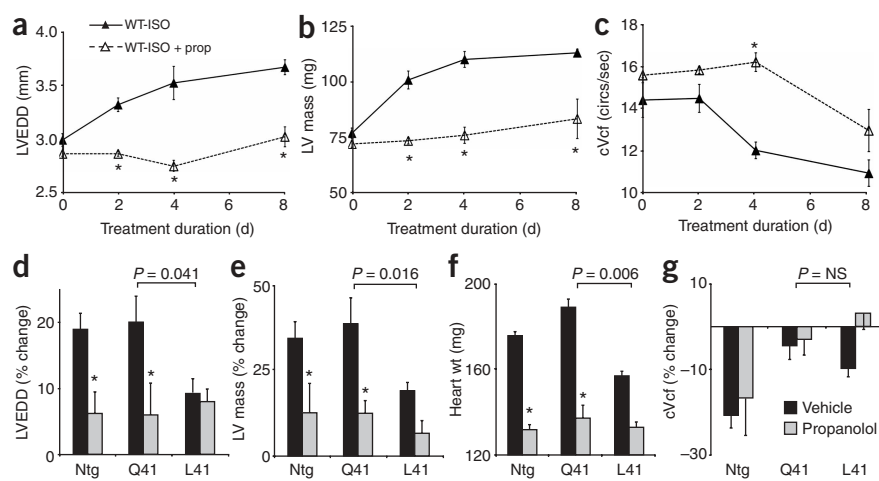 a
WT-ISO
WT-ISO + prop
4.0
3.5
3.0
2.5
LVEDD
(mm)
0 2 4 8
Treatment duration (d)
*
*
*
b
125
100
75
50
LV mass
(mg)
0 2 4 8
Treatment duration (d)
*
*
*
c
18
16
14
12
10
cVcf (circs/sec)
0 2 4 8
Treatment duration (d)
*
d
P = 0.041
20
10
0
LVEDD
(% change)
*
*
Ntg Q41 L41
e
P = 0.016
50
25
0
LV mass
(% change)
*
*
Ntg Q41 L41
f
P = 0.006
200
160
120
Heart wt
(mg)
*
*
Ntg Q41 L41
g
P = NS
10
–10
–30
cVcf
(% change)
Vehicle
Propanolol
Ntg Q41 L41